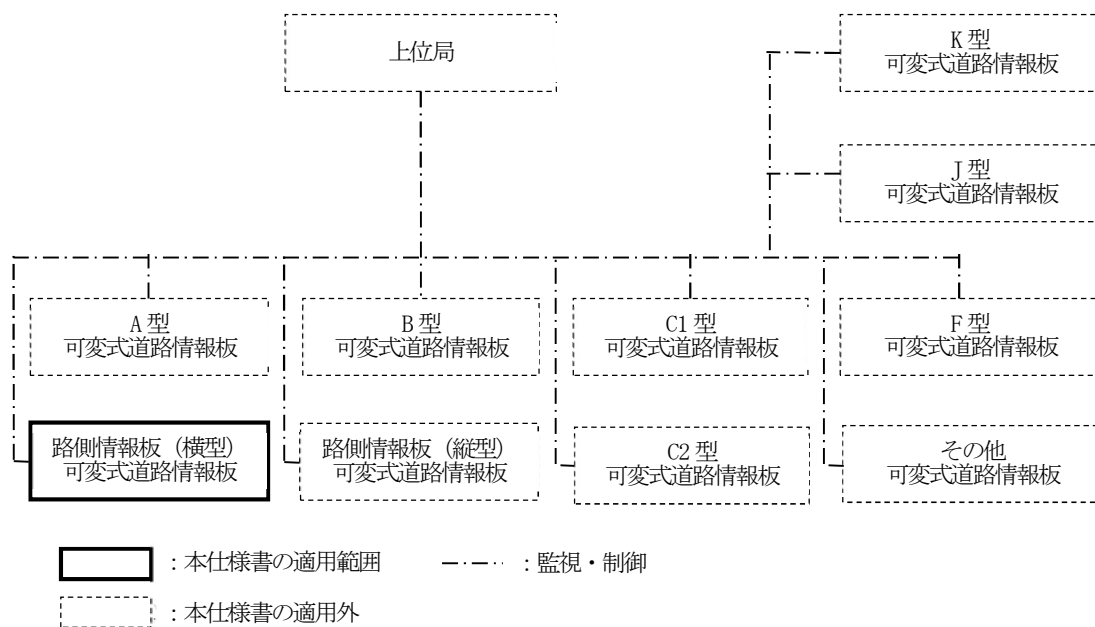 上位局
K型
可変式道路情報板
J型
可変式道路情報板
A型
可変式道路情報板
B型
可変式道路情報板
C1型
可変式道路情報板
F型
可変式道路情報板
路側情報板（横型）
可変式道路情報板
路側情報板（縦型）
可変式道路情報板
C2型
可変式道路情報板
その他
可変式道路情報板
：本仕様書の適用範囲
：監視・制御
：本仕様書の適用外